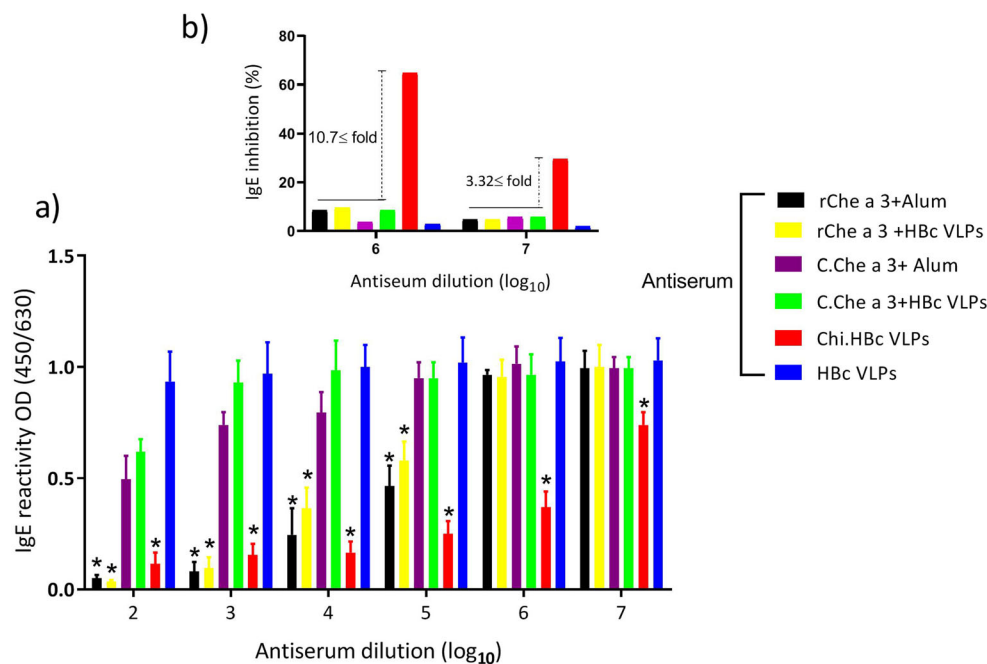 b)
80
60
40
20
0
IgE inhibition (%)
10.7≤ fold
3.32≤ fold
6
7
Antiseum dilution (log10)
a)
1.5
1.0
0.5
0.0
IgE reactivity OD (450/630)
* * *
* * *
* * *
* * *
*
*
2
3
4
5
6
7
Antiserum dilution (log10)
Antiserum
rChe a 3+Alum
rChe a 3 +HBc VLPs
C.Che a 3+ Alum
C.Che a 3+HBc VLPs
Chi.HBc VLPs
HBc VLPs